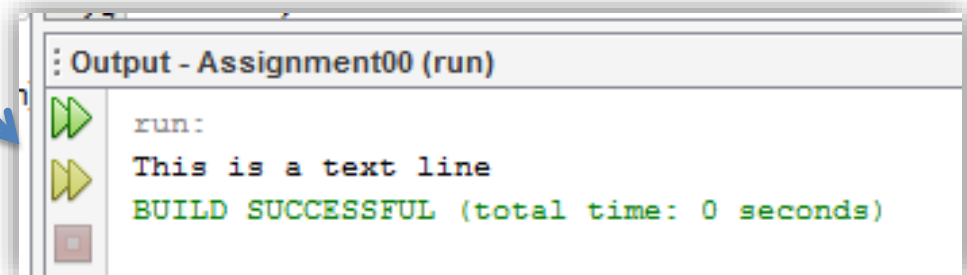 Output - Assignment00 (run)
run:
This is a text line
BUILD SUCCESSFUL (total time: 0 seconds)